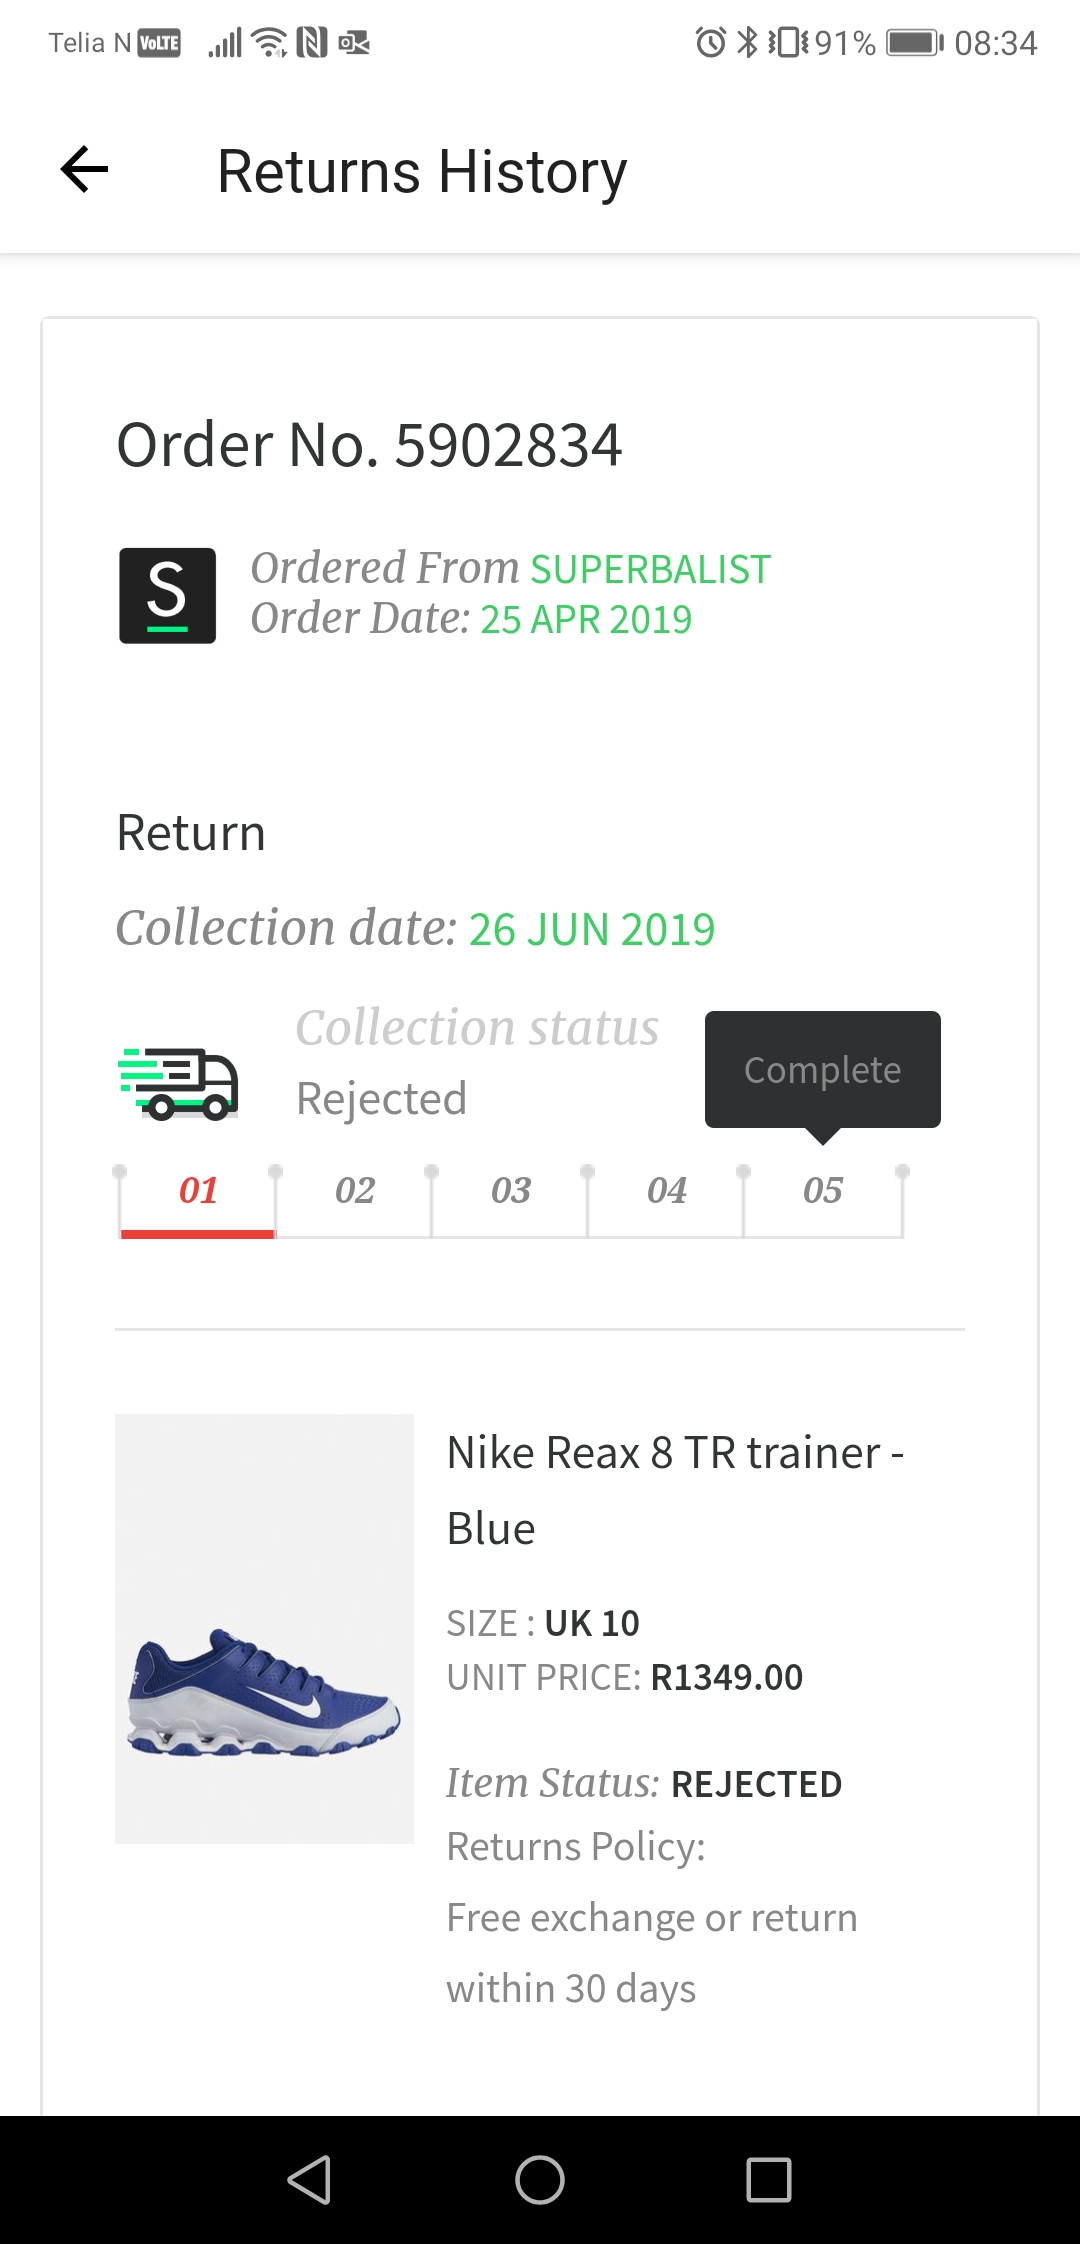 Telia N VoLTE 91% 08:34
Returns History
Order No. 5902834
S
Ordered From SUPERBALIST
Order Date: 25 APR 2019
Return
Collection date: 26 JUN 2019
Collection status
Rejected
Complete
01 02 03 04 05
Nike Reax 8 TR trainer -
Blue
SIZE : UK 10
UNIT PRICE: R1349.00
Item Status: REJECTED
Returns Policy:
Free exchange or return
within 30 days